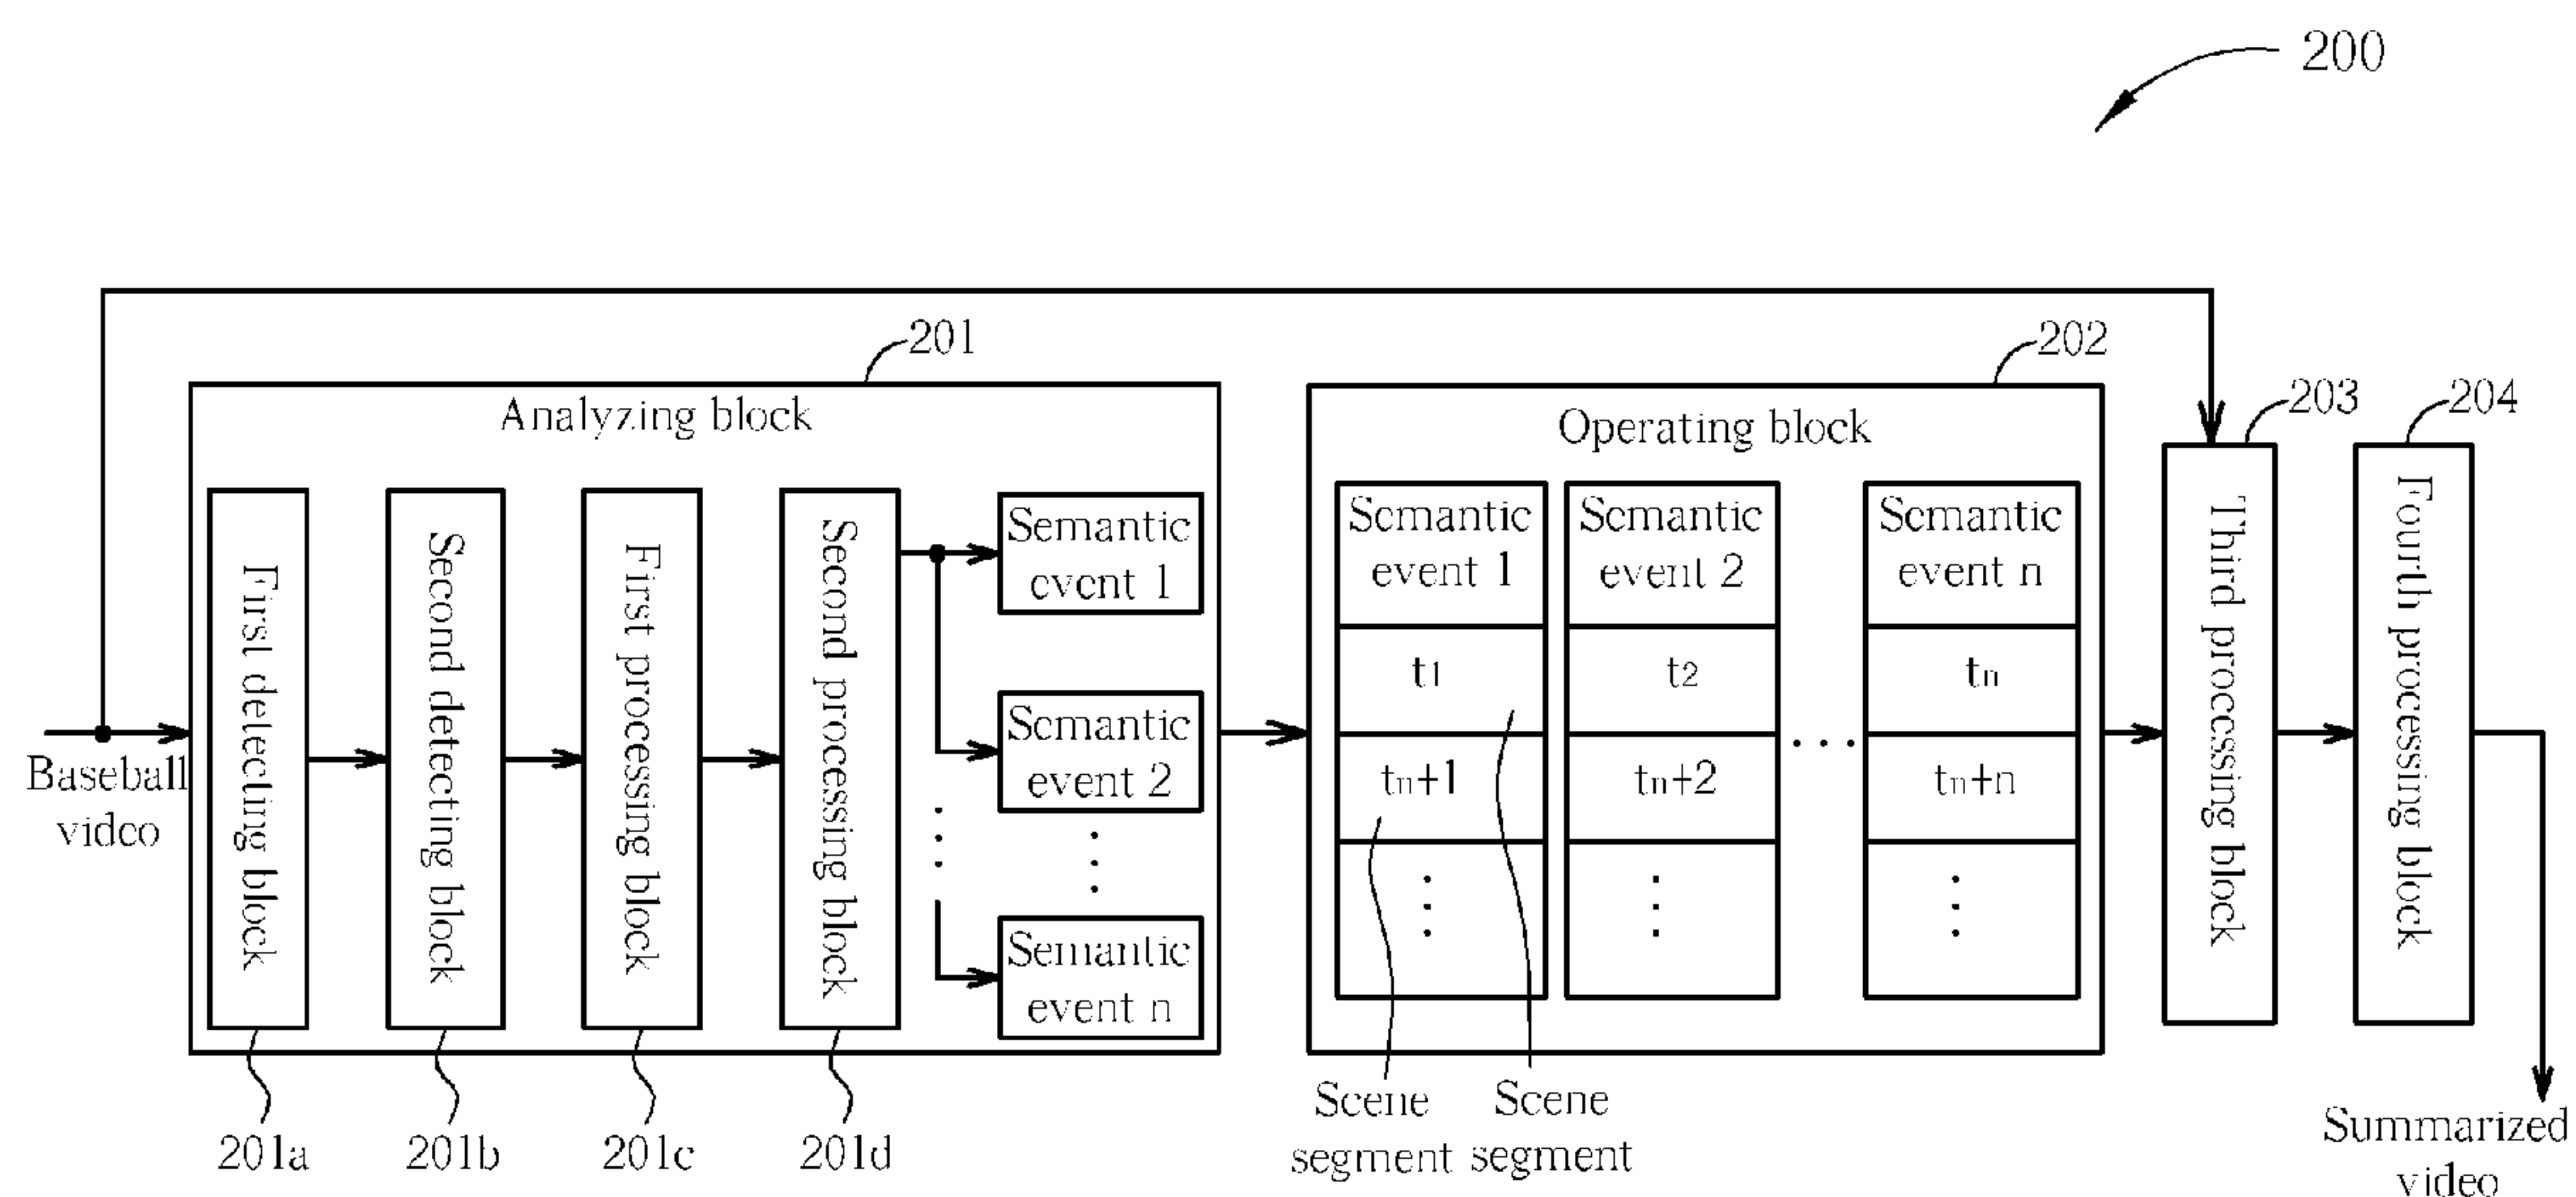 200
201
202
203
204
Analyzing block
Operating block
First detecting block
Second detecting block
First processing block
Second processing block
Semantic
event 1
Semantic
event 2
Semantic
event n
Semantic
event 1
Semantic
event 2
Semantic
event n
t1
t2
tn
tn+1
tn+2
tn+n
Third processing block
Fourth processing block
Baseball
video
Scene
segment
Scene
segment
Summarized
video
201a
201b
201c
201d